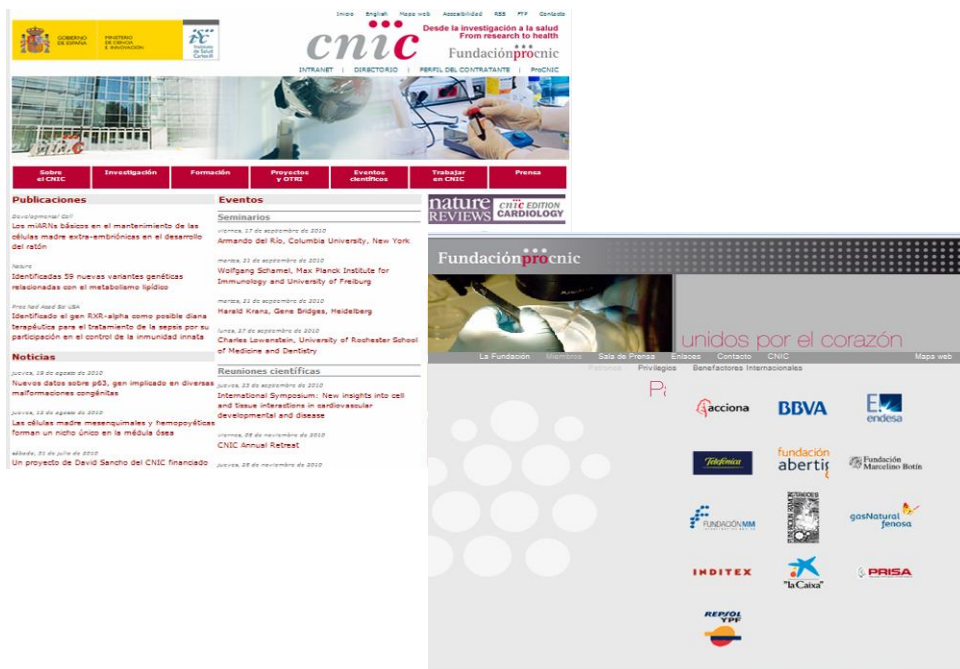 Inicio English Mapa web Accesibilidad RSS FTP Contacto
GOBIERNO DE ESPAÑA
MINISTERIO DE CIENCIA E INNOVACIÓN
Instituto de Salud Carlos III
cnic
Desde la investigación a la salud
From research to health
Fundaciónprocnic
INTRANET | DIRECTORIO | PERFIL DEL CONTRATANTE | ProCNIC
cnic
Sobre el CNIC
Investigación
Formación
Proyectos y OTRI
Eventos científicos
Trabajar en CNIC
Prensa
Publicaciones
Developmental Cell
Los miARNs básicos en el mantenimiento de las
células madre extra-embriónicas en el desarrollo
del ratón
Nature
Identificadas 59 nuevas variantes genéticas
relacionadas con el metabolismo lipídico
Proc Natl Acad Sci USA
Identificado el gen RXR-alpha como posible diana
terapéutica para el tratamiento de la sepsis por su
participación en el control de la inmunidad innata
Noticias
jueves, 19 de agosto de 2010
Nuevos datos sobre p63, gen implicado en diversas
malformaciones congénitas
jueves, 12 de agosto de 2010
Las células madre mesenquimales y hemopoyéticas
forman un nicho único en la médula ósea
sábado, 31 de julio de 2010
Un proyecto de David Sancho del CNIC financiado
Eventos
Seminarios
viernes, 17 de septiembre de 2010
Armando del Río, Columbia University, New York
martes, 21 de septiembre de 2010
Wolfgang Schamel, Max Planck Institute for
Immunology and University of Freiburg
martes, 21 de septiembre de 2010
Harald Kranz, Gene Bridges, Heidelberg
lunes, 27 de septiembre de 2010
Charles Lowenstein, University of Rochester School
of Medicine and Dentistry
Reuniones científicas
International Symposium: New insights into cell
and tissue interactions in cardiovascular
developmental and disease
CNIC Annual Retreat
nature REVIEWS
cnic EDITION
CARDIOLOGY
Fundaciónprocnic
unidos por el corazón
La Fundación Miembros Sala de Prensa Enlaces Contacto CNIC Mapa web
Patronos Privilegios Benefactores Internacionales
acciona
BBVA
endesa
Telefónica
fundación abertis
Fundación Marcelino Botín
FUNDACIÓN MM
gasNatural fenosa
INDITEX
"la Caixa"
PRISA
REPSOL YPF